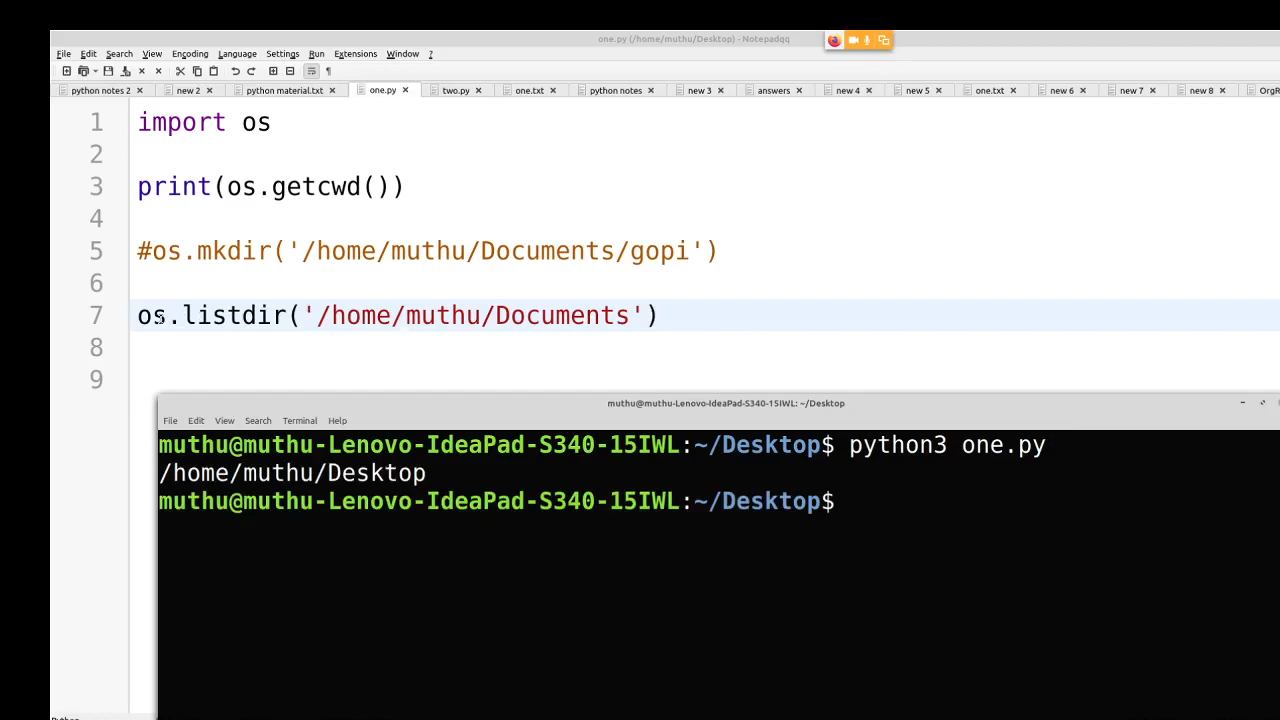 one.py (/home/muthu/Desktop) - Notepadqq
File Edit Search View Encoding Language Settings Run Extensions Window ?
python notes 2 new 2 python material.txt one.py two.py one.txt python notes new 3 answers new 4 new 5 one.txt new 6 new 7 new 8 OrgR
1 import os
2
3 print(os.getcwd())
4
5 #os.mkdir('/home/muthu/Documents/gopi')
6
7 os.listdir('/home/muthu/Documents')
8
9
muthu@muthu-Lenovo-IdeaPad-S340-15IWL: ~/Desktop
File Edit View Search Terminal Help
muthu@muthu-Lenovo-IdeaPad-S340-15IWL:~/Desktop$ python3 one.py
/home/muthu/Desktop
muthu@muthu-Lenovo-IdeaPad-S340-15IWL:~/Desktop$